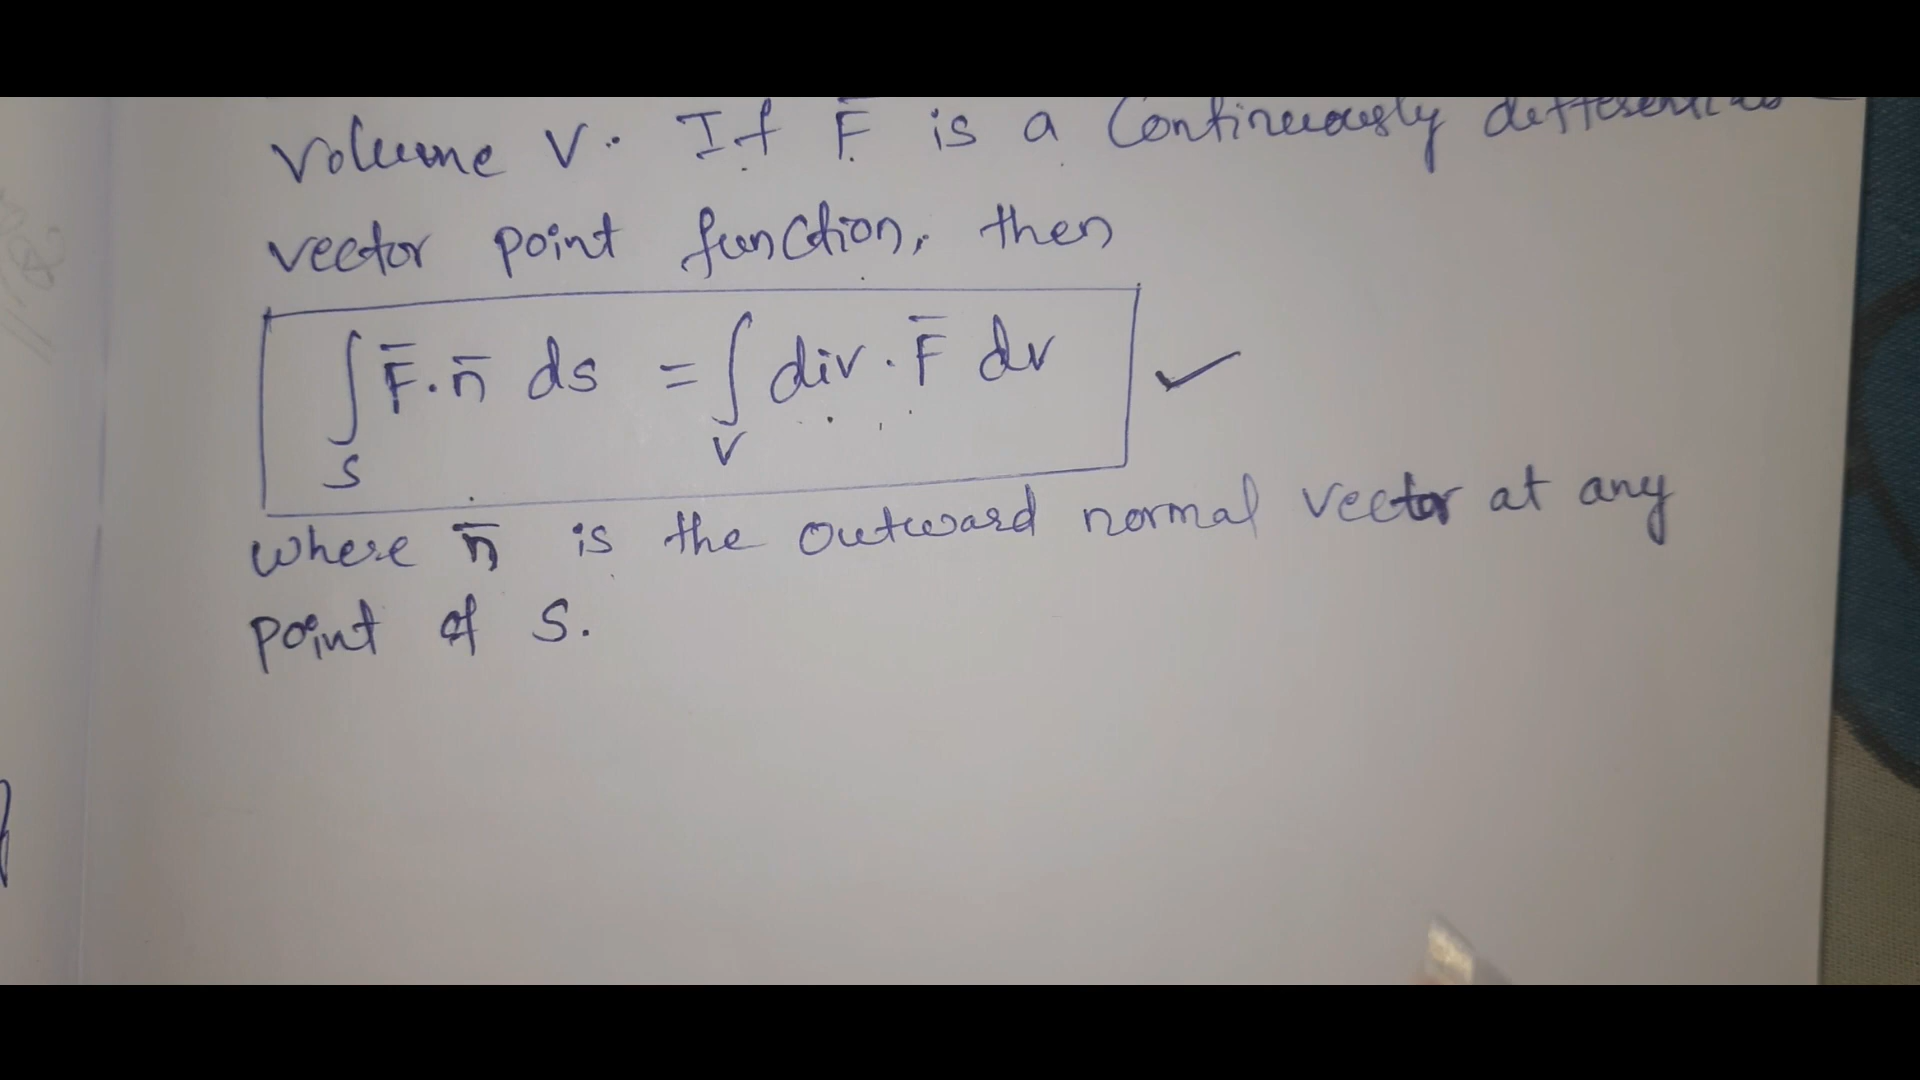 volume V. If F̄ is a Continuously
vector point function, then
∫ F̄.n̄ ds = ∫ div. F̄ dv
S V
where n̄ is the outward normal vector at any
point of S.